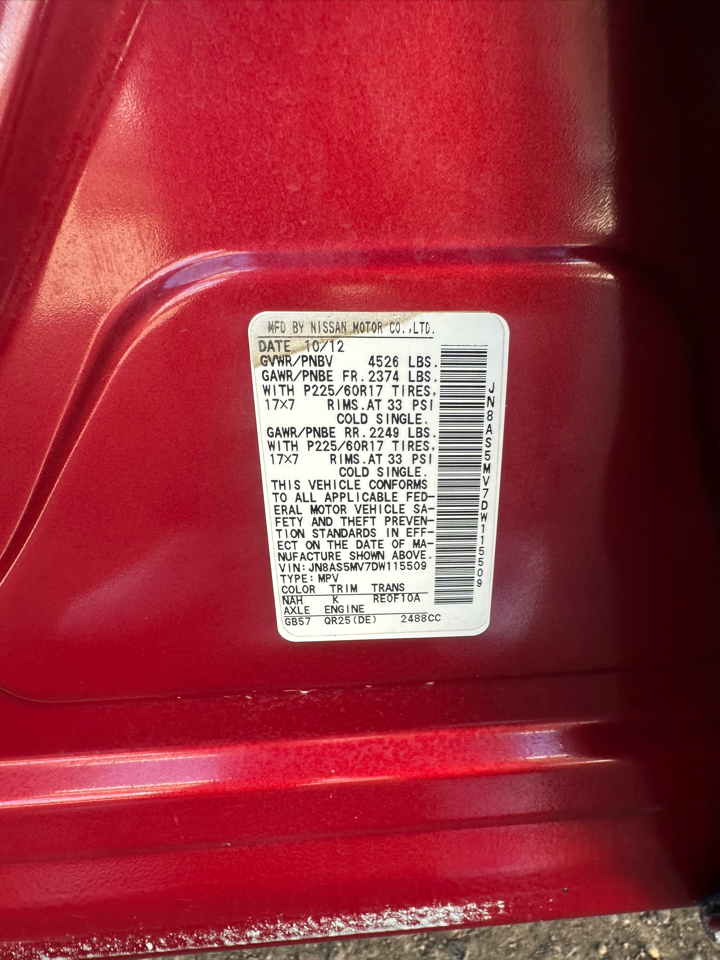 MFD BY NISSAN MOTOR CO.,LTD.
DATE 10/12
GVWR/PNBV 4526 LBS.
GAWR/PNBE FR.2374 LBS.
WITH P225/60R17 TIRES.
17×7 RIMS.AT 33 PSI
COLD SINGLE.
GAWR/PNBE RR.2249 LBS.
WITH P225/60R17 TIRES.
17×7 RIMS.AT 33 PSI
COLD SINGLE.
THIS VEHICLE CONFORMS
TO ALL APPLICABLE FED-
ERAL MOTOR VEHICLE SA-
FETY AND THEFT PREVEN-
TION STANDARDS IN EFF-
ECT ON THE DATE OF MA-
NUFACTURE SHOWN ABOVE.
VIN:JN8AS5MV7DW115509
TYPE:MPV
COLOR TRIM TRANS
NAH K RE0F10A
AXLE ENGINE
GB57 QR25(DE) 2488CC
JN8AS5MV7DW115509